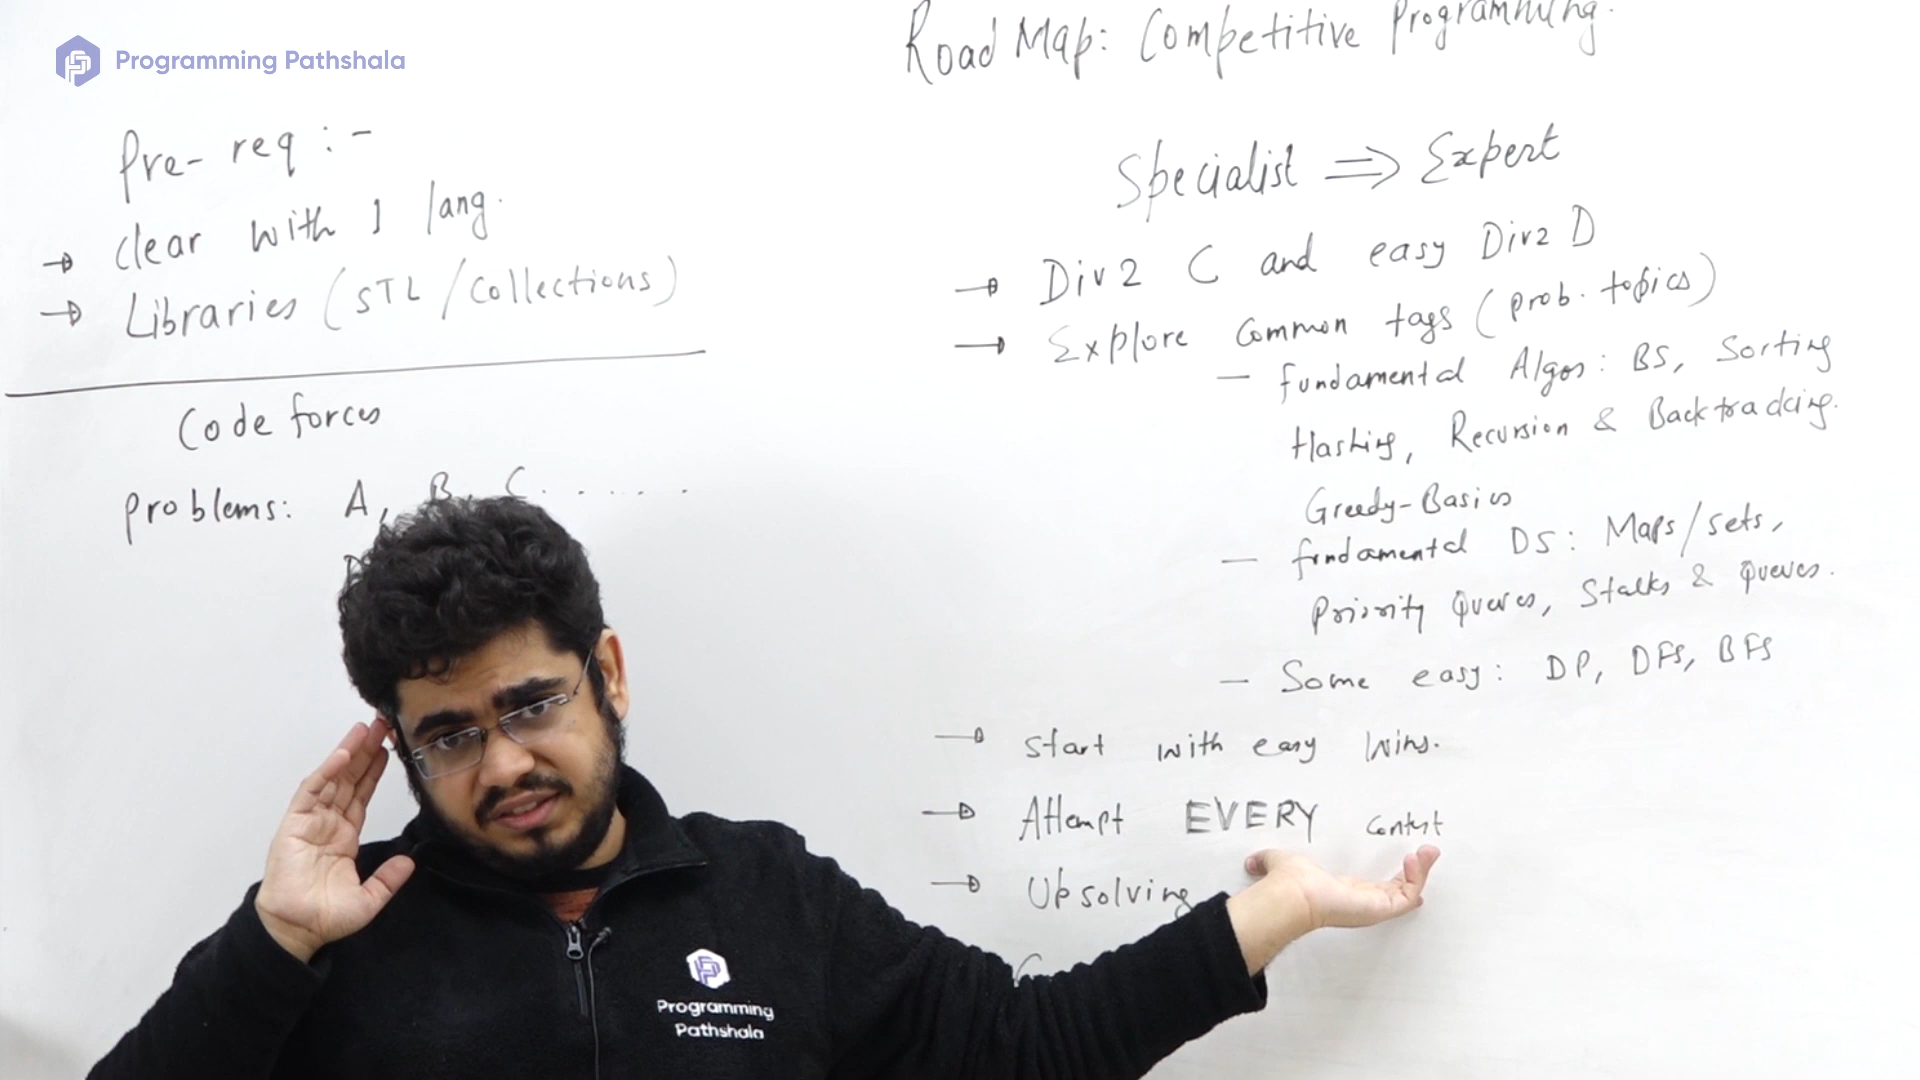 Programming Pathshala
Road Map: Competitive Programming.
Pre-req :-
→ clear with 1 lang.
→ Libraries (STL/Collections)
Codeforces
Problems: A, B, C. .....
Specialist ⇒ Expert
→ Div2 C and easy Div2 D
→ Explore common tags (prob. topics)
- fundamental Algos: BS, Sorting
Hashing, Recursion & Backtracking.
Greedy-Basics
- fundamental DS: Maps/sets,
Priority Queues, Stacks & Queues.
- Some easy: DP, DFS, BFS
→ start with easy wins.
→ Attempt EVERY contest
→ Upsolving
Programming
Pathshala